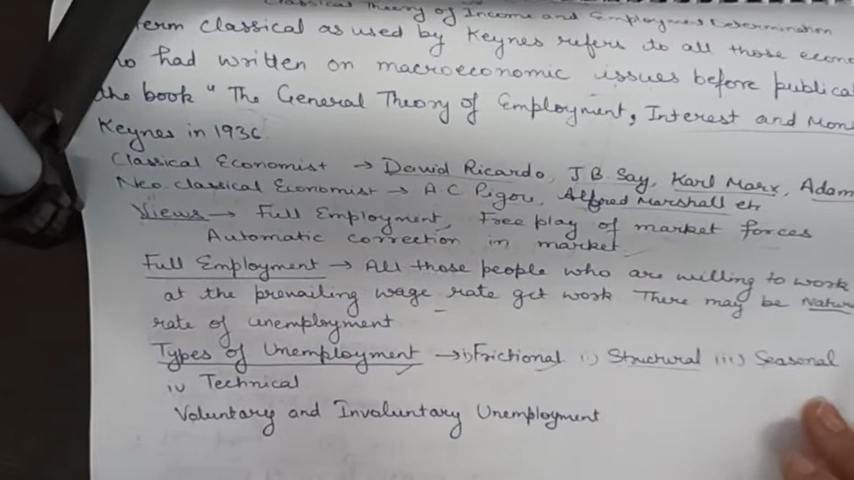 Classical Theory of Income and Employment Determination
term classical as used by Keynes refers to all those econo
ho had written on macroeconomic issues before publica
the book " The General Theory of Employment, Interest and Mon
Keynes in 1936
Classical Economist → David Ricardo, J.B. Say, Karl Marx, Adam
Neo. Classical Economist → A.C Pigou, Alfred Marshall etc
Views → Full Employment, Free play of market forces
Automatic correction in market
Full Employment → All those people who are willing to work
at the prevailing wage rate get work There may be Natur
rate of unemployment
Types of Unemployment → i) Frictional ii) Structural iii) Seasonal
iv Technical
Voluntary and Involuntary Unemployment